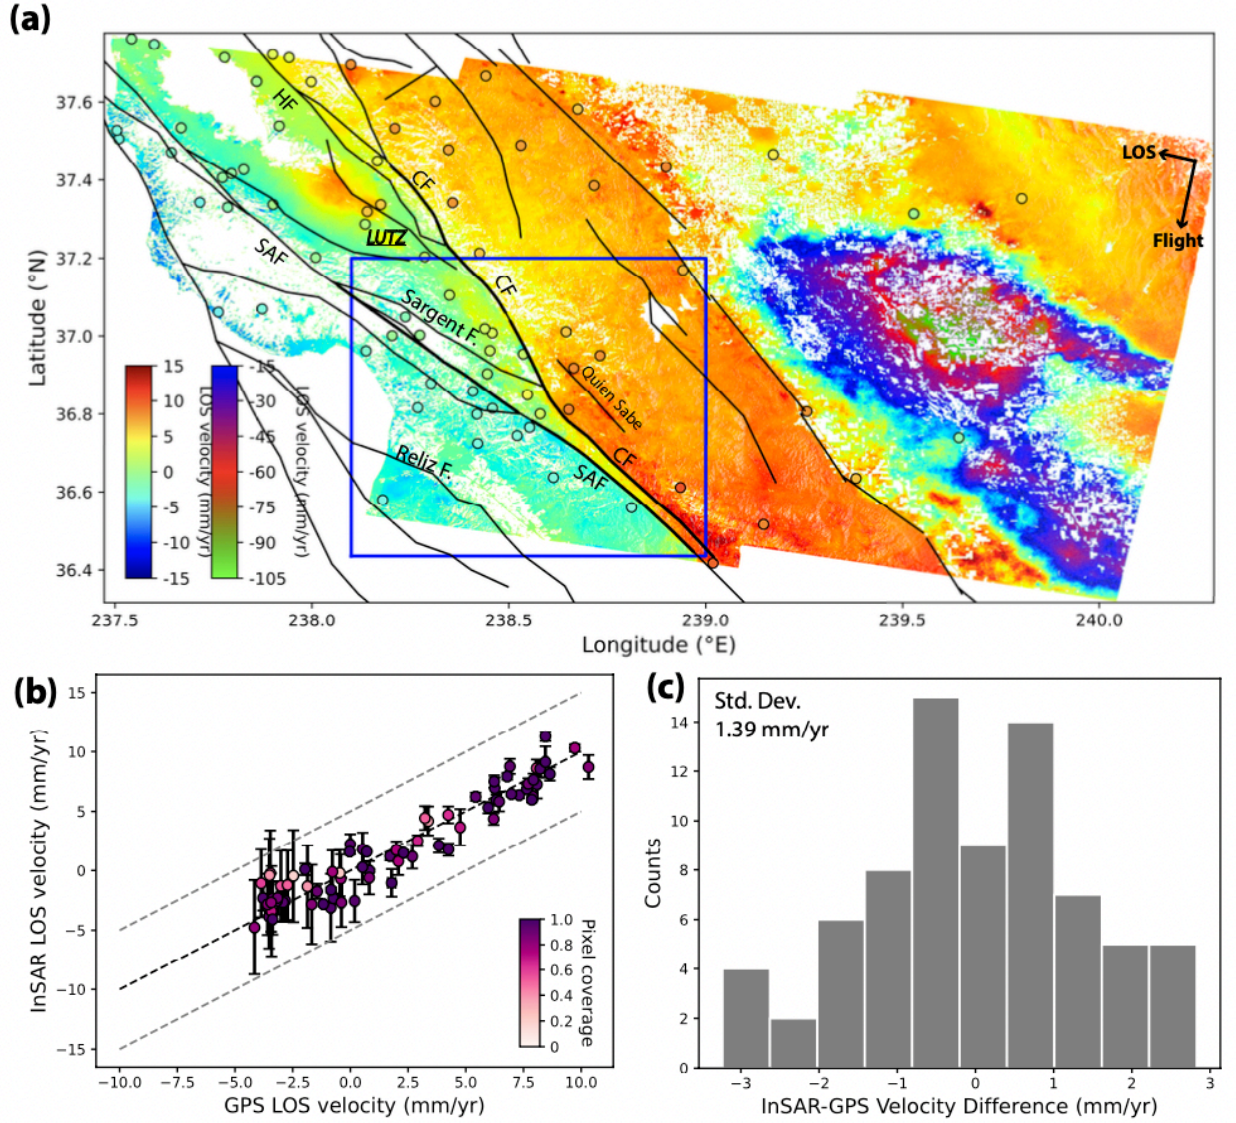 (a)
37.6
37.4
37.2
37.0
36.8
36.6
36.4
Latitude (°N)
HF
CF
LUTZ
SAF
CF
Sargent F.
Quien Sabe
CF
SAF
Reliz F.
LOS
Flight
15
10
5
0
-5
-10
-15
LOS velocity (mm/yr)
-15
-30
-45
-60
-75
-90
-105
LOS velocity (mm/yr)
237.5
238.0
238.5
239.0
239.5
240.0
Longitude (°E)
(b)
15
10
5
0
−5
−10
−15
InSAR LOS velocity (mm/yr)
1.0
0.8
0.6
0.4
0.2
0
Pixel coverage
−10.0
−7.5
−5.0
−2.5
0.0
2.5
5.0
7.5
10.0
GPS LOS velocity (mm/yr)
(c)
Std. Dev.
1.39 mm/yr
14
12
10
8
6
4
2
0
Counts
−3
−2
−1
0
1
2
3
InSAR-GPS Velocity Difference (mm/yr)